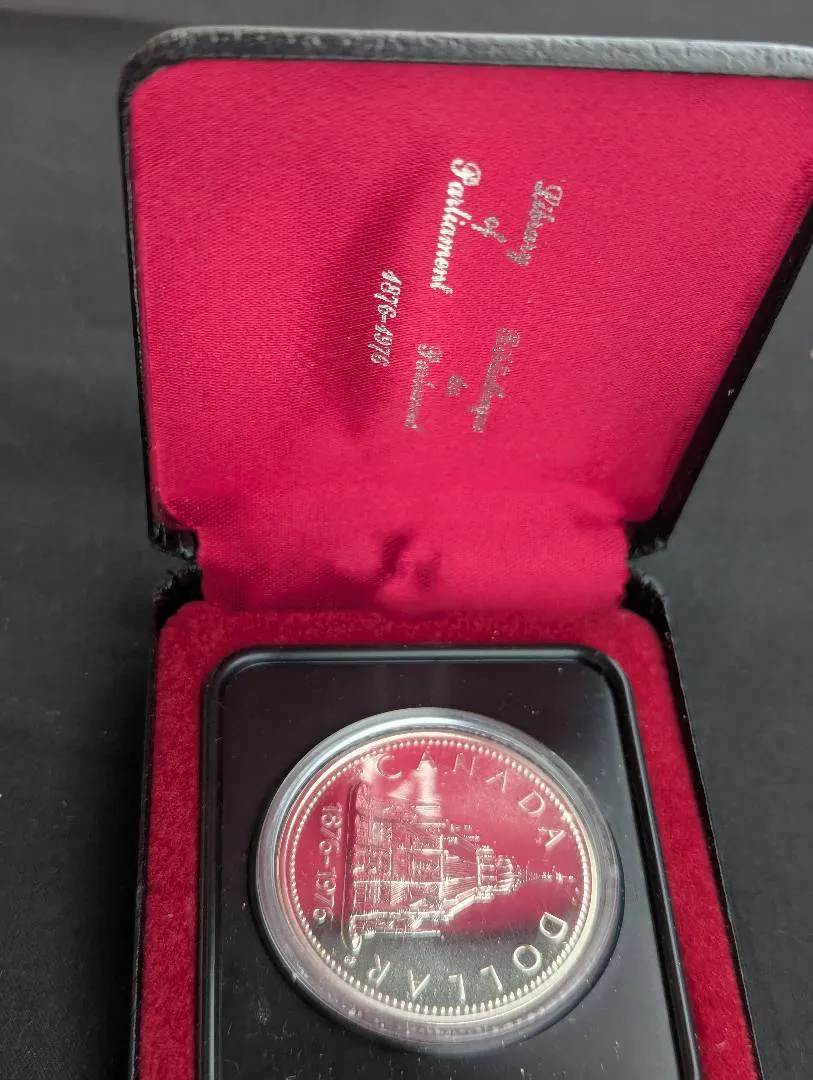 Library
of
Parliament
Bibliothèque
du
Parlement
1876-1976
CANADA DOLLAR
1876-1976